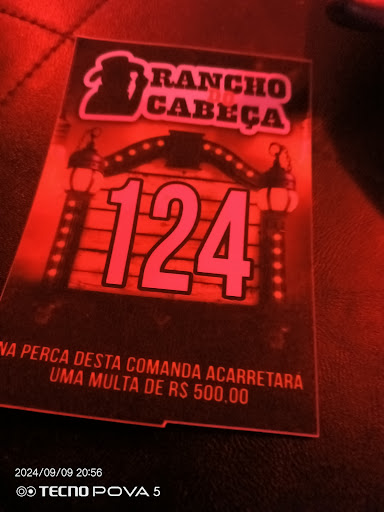 RANCHO
DO
CABEÇA
124
NA PERCA DESTA COMANDA ACARRETARÁ
UMA MULTA DE R$ 500,00
2024/09/09 20:56
TECNO POVA 5